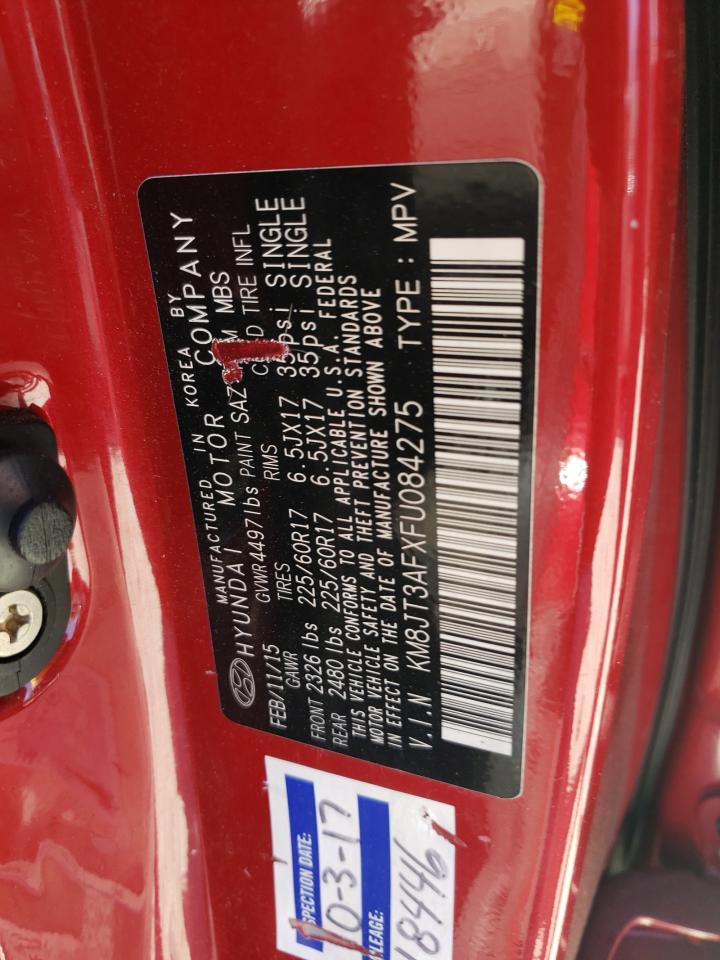 MANUFACTURED IN KOREA BY
HYUNDAI MOTOR COMPANY
FEB/11/15 GVWR 4497 lbs PAINT SAZ MBS
GAWR TIRES RIMS TIRE INFL
FRONT 2326 lbs 225/60R17 6.5JX17 35psi SINGLE
REAR 2480 lbs 225/60R17 6.5JX17 35psi SINGLE
THIS VEHICLE CONFORMS TO ALL APPLICABLE U.S.A. FEDERAL
MOTOR VEHICLE SAFETY AND THEFT PREVENTION STANDARDS
IN EFFECT ON THE DATE OF MANUFACTURE SHOWN ABOVE
V.I.N KM8JT3AFXFU084275 TYPE : MPV
SPECTION DATE:
10-3-17
LEAGE:
8446